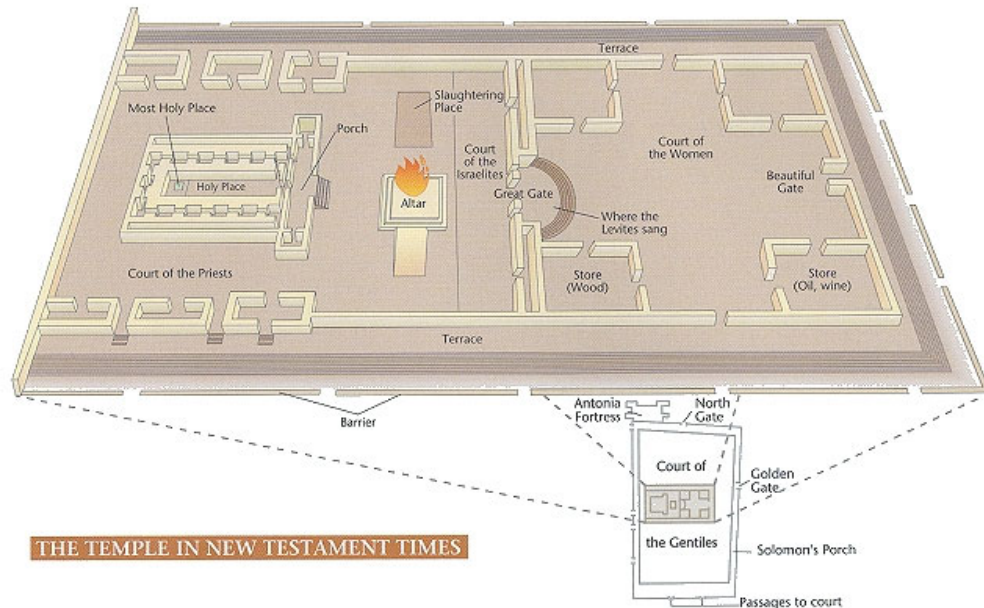 Terrace
Most Holy Place
Slaughtering
Place
Porch
Court
of the
Israelites
Court of
the Women
Holy Place
Beautiful
Gate
Great Gate
Altar
Where the
Levites sang
Court of the Priests
Store
(Wood)
Store
(Oil, wine)
Terrace
Barrier
Antonia
Fortress
North
Gate
Court of
Golden
Gate
the Gentiles
Solomon's Porch
Passages to court
THE TEMPLE IN NEW TESTAMENT TIMES